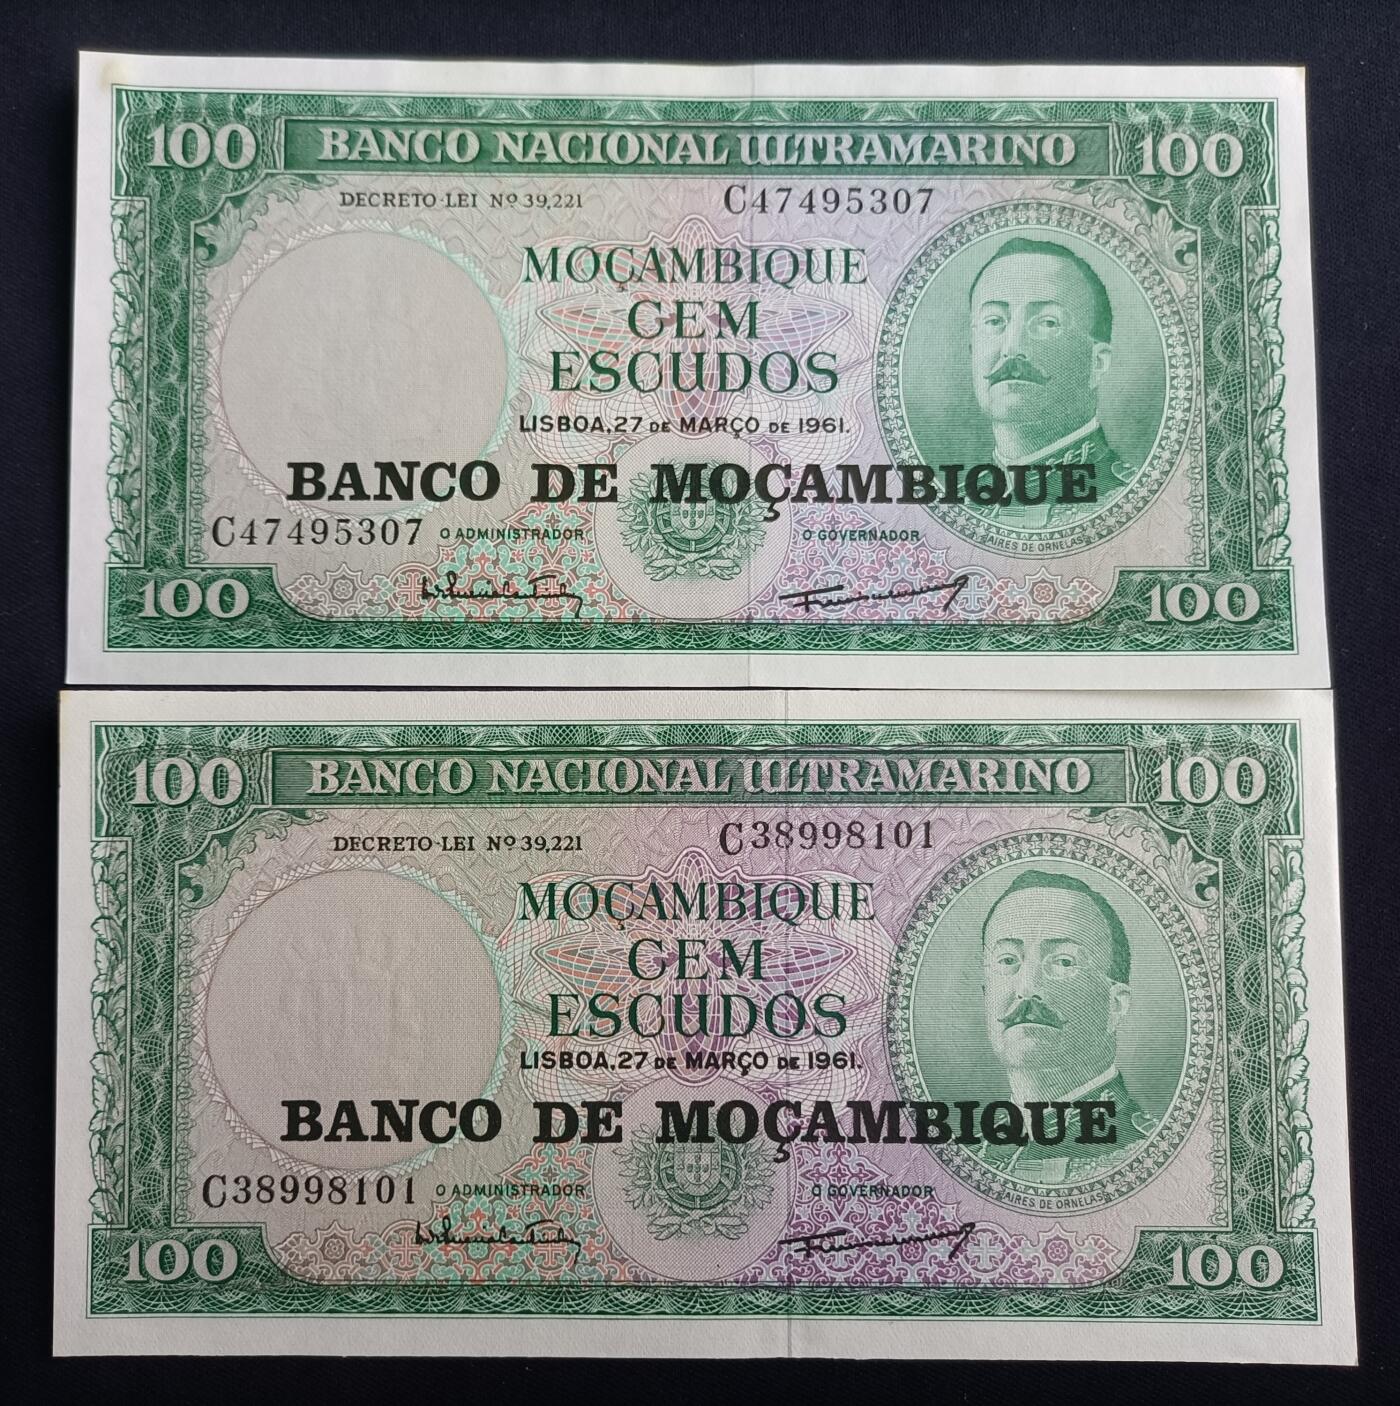 100 BANCO NACIONAL ULTRAMARINO 100
DECRETO-LEI Nº 39,221 C47495307
MOÇAMBIQUE
CEM
ESCUDOS
LISBOA, 27 DE MARÇO DE 1961.
BANCO DE MOÇAMBIQUE
C47495307 O ADMINISTRADOR O GOVERNADOR AIRES DE ORNELAS
100 100
100 BANCO NACIONAL ULTRAMARINO 100
DECRETO-LEI Nº 39,221 C38998101
MOÇAMBIQUE
CEM
ESCUDOS
LISBOA, 27 DE MARÇO DE 1961.
BANCO DE MOÇAMBIQUE
C38998101 O ADMINISTRADOR O GOVERNADOR AIRES DE ORNELAS
100 100